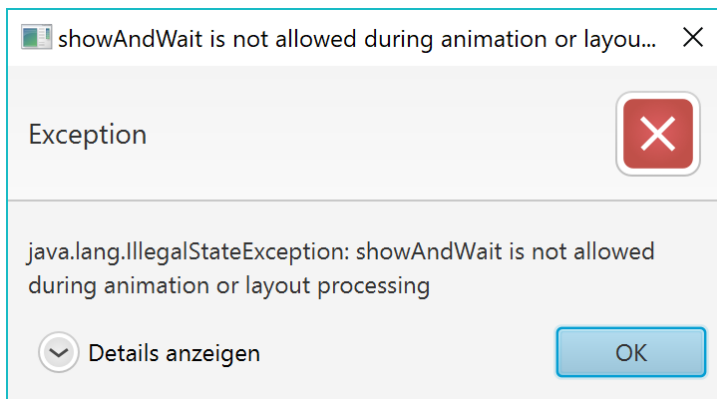 showAndWait is not allowed during animation or layou...
Exception
java.lang.IllegalStateException: showAndWait is not allowed
during animation or layout processing
Details anzeigen
OK